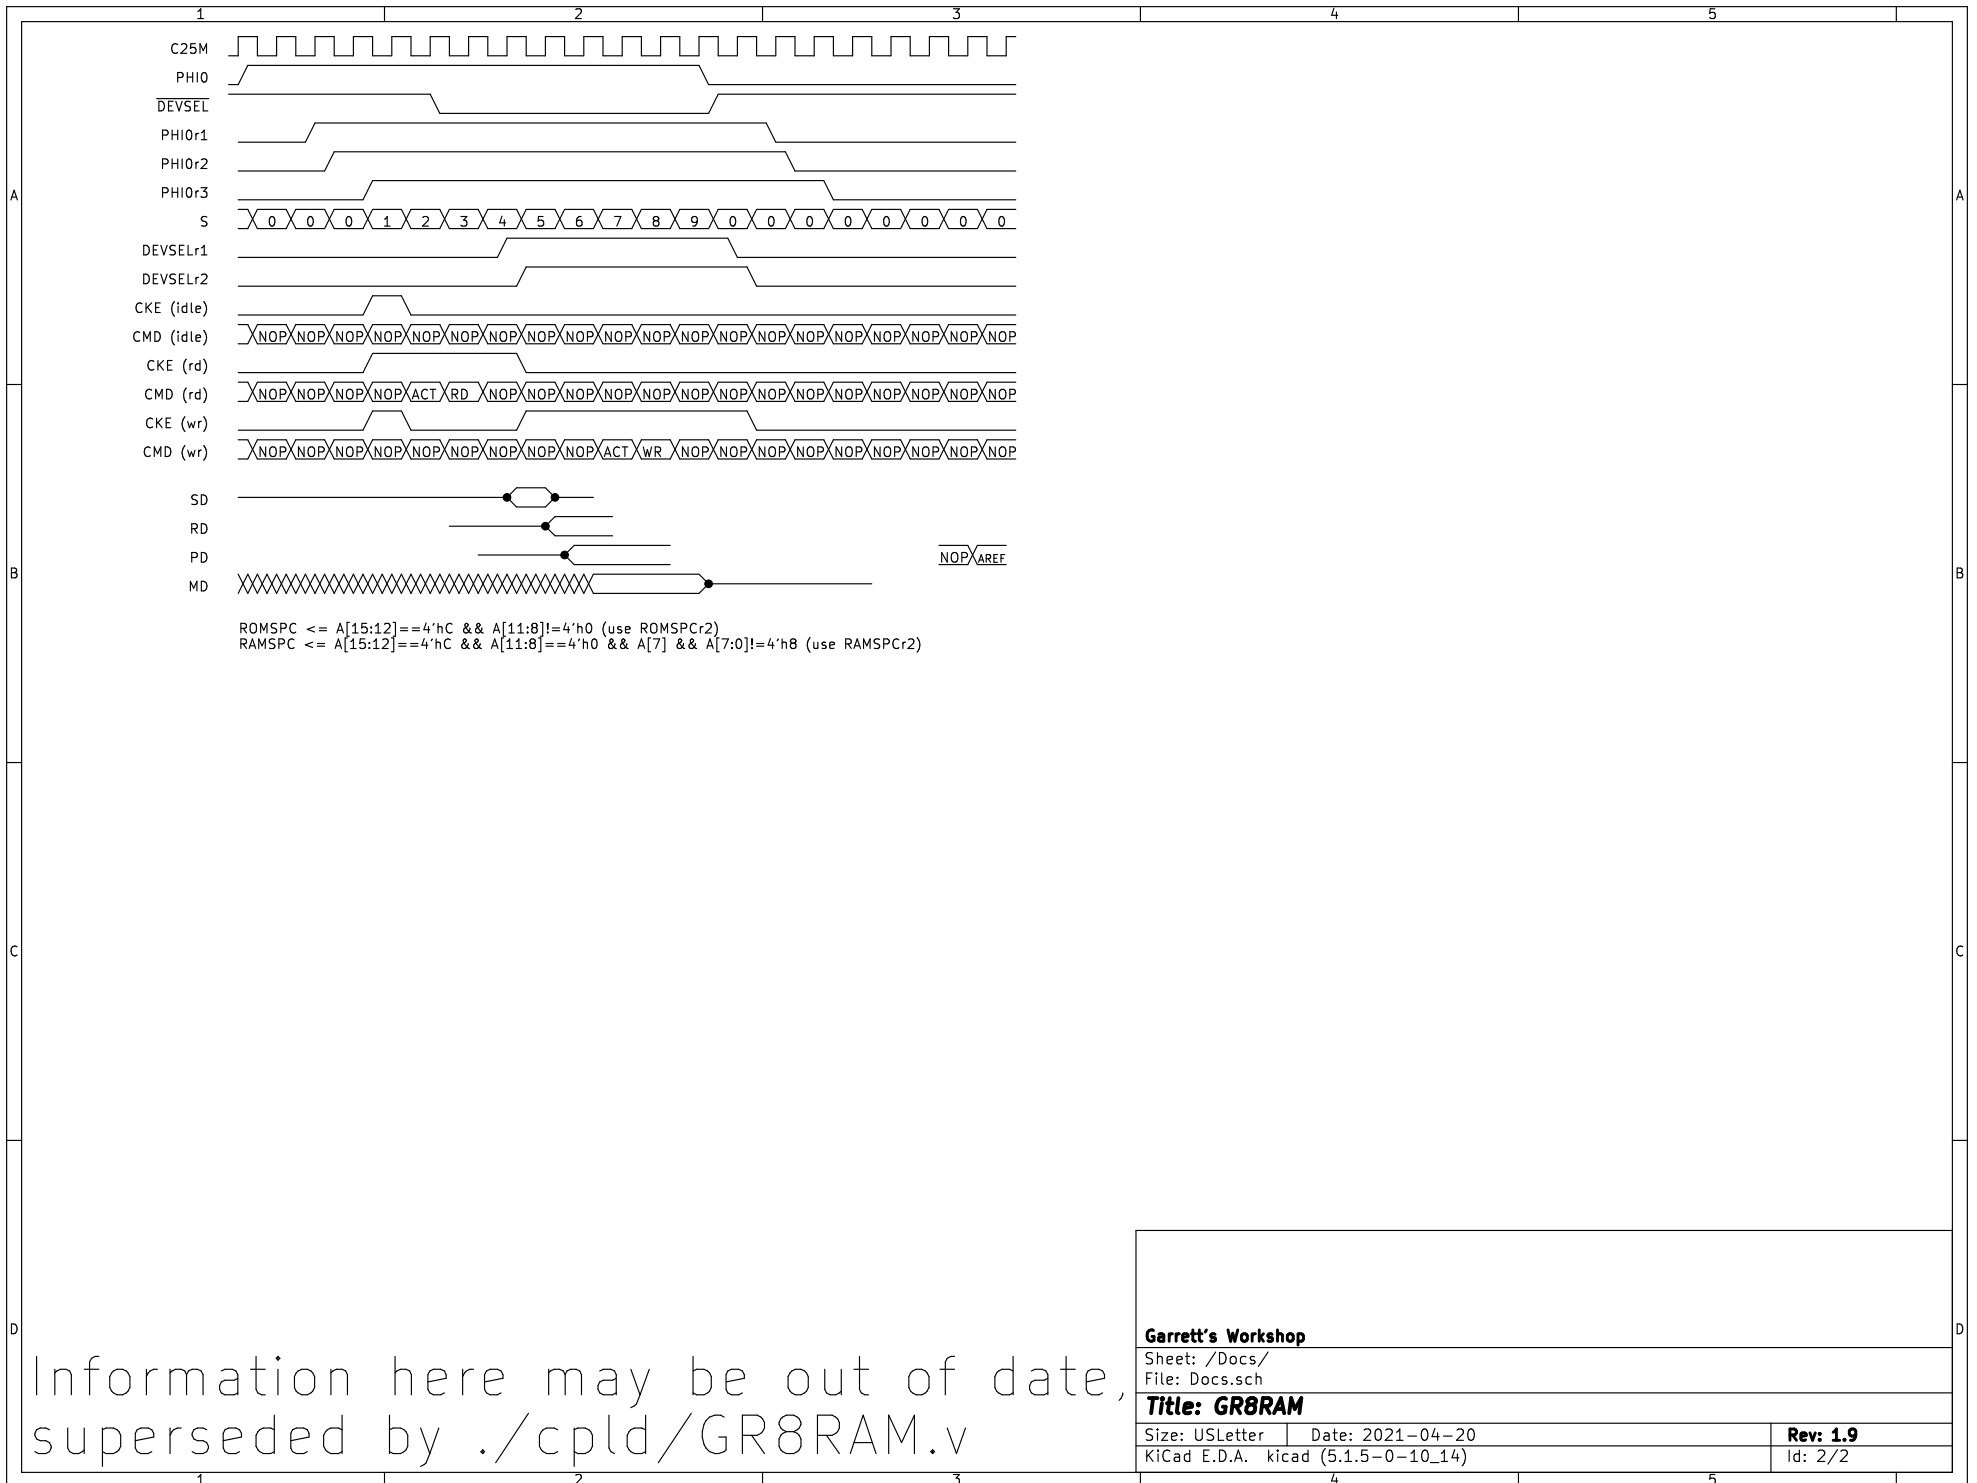 1 2 3 4 5
C25M
PHI0
DEVSEL
PHI0r1
PHI0r2
A A
PHI0r3
S 0 0 0 1 2 3 4 5 6 7 8 9 0 0 0 0 0 0 0 0
DEVSELr1
DEVSELr2
CKE (idle)
CMD (idle) NOP NOP NOP NOP NOP NOP NOP NOP NOP NOP NOP NOP NOP NOP NOP NOP NOP NOP NOP NOP
CKE (rd)
CMD (rd) NOP NOP NOP NOP ACT RD NOP NOP NOP NOP NOP NOP NOP NOP NOP NOP NOP NOP NOP NOP
CKE (wr)
CMD (wr) NOP NOP NOP NOP NOP NOP NOP NOP NOP ACT WR NOP NOP NOP NOP NOP NOP NOP NOP NOP
SD
RD
PD NOP AREF
B B
MD
ROMSPC <= A[15:12]==4'hC && A[11:8]!=4'h0 (use ROMSPCr2)
RAMSPC <= A[15:12]==4'hC && A[11:8]==4'h0 && A[7] && A[7:0]!=4'h8 (use RAMSPCr2)
C C
D D
Information here may be out of date,
superseded by ./cpld/GR8RAM.v
Garrett's Workshop
Sheet: /Docs/
File: Docs.sch
Title: GR8RAM
Size: USLetter Date: 2021-04-20 Rev: 1.9
KiCad E.D.A. kicad (5.1.5-0-10_14) Id: 2/2
1 2 3 4 5